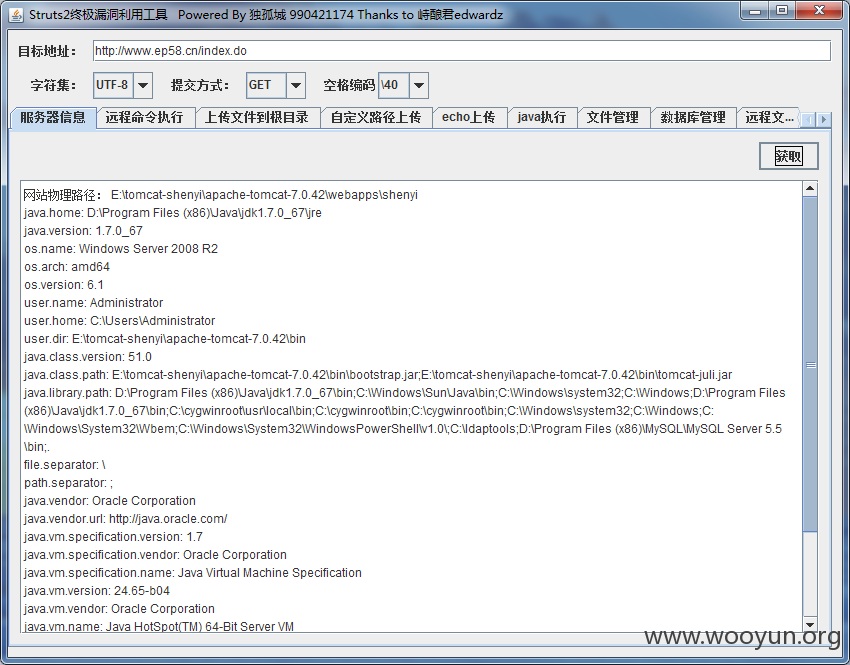 Struts2终极漏洞利用工具 Powered By 独孤城 990421174 Thanks to 峙酿君edwardz
目标地址： http://www.ep58.cn/index.do
字符集： UTF-8 提交方式： GET 空格编码 \40
服务器信息 远程命令执行 上传文件到根目录 自定义路径上传 echo上传 java执行 文件管理 数据库管理 远程文...
获取
网站物理路径： E:\tomcat-shenyi\apache-tomcat-7.0.42\webapps\shenyi
java.home: D:\Program Files (x86)\Java\jdk1.7.0_67\jre
java.version: 1.7.0_67
os.name: Windows Server 2008 R2
os.arch: amd64
os.version: 6.1
user.name: Administrator
user.home: C:\Users\Administrator
user.dir: E:\tomcat-shenyi\apache-tomcat-7.0.42\bin
java.class.version: 51.0
java.class.path: E:\tomcat-shenyi\apache-tomcat-7.0.42\bin\bootstrap.jar;E:\tomcat-shenyi\apache-tomcat-7.0.42\bin\tomcat-juli.jar
java.library.path: D:\Program Files (x86)\Java\jdk1.7.0_67\bin;C:\Windows\Sun\Java\bin;C:\Windows\system32;C:\Windows;D:\Program Files
(x86)\Java\jdk1.7.0_67\bin;C:\cygwinroot\usr\local\bin;C:\cygwinroot\bin;C:\cygwinroot\bin;C:\Windows\system32;C:\Windows;C:
\Windows\System32\Wbem;C:\Windows\System32\WindowsPowerShell\v1.0\;C:\ldaptools;D:\Program Files (x86)\MySQL\MySQL Server 5.5
\bin;.
file.separator: \
path.separator: ;
java.vendor: Oracle Corporation
java.vendor.url: http://java.oracle.com/
java.vm.specification.version: 1.7
java.vm.specification.vendor: Oracle Corporation
java.vm.specification.name: Java Virtual Machine Specification
java.vm.version: 24.65-b04
java.vm.vendor: Oracle Corporation
java.vm.name: Java HotSpot(TM) 64-Bit Server VM
www.wooyun.org